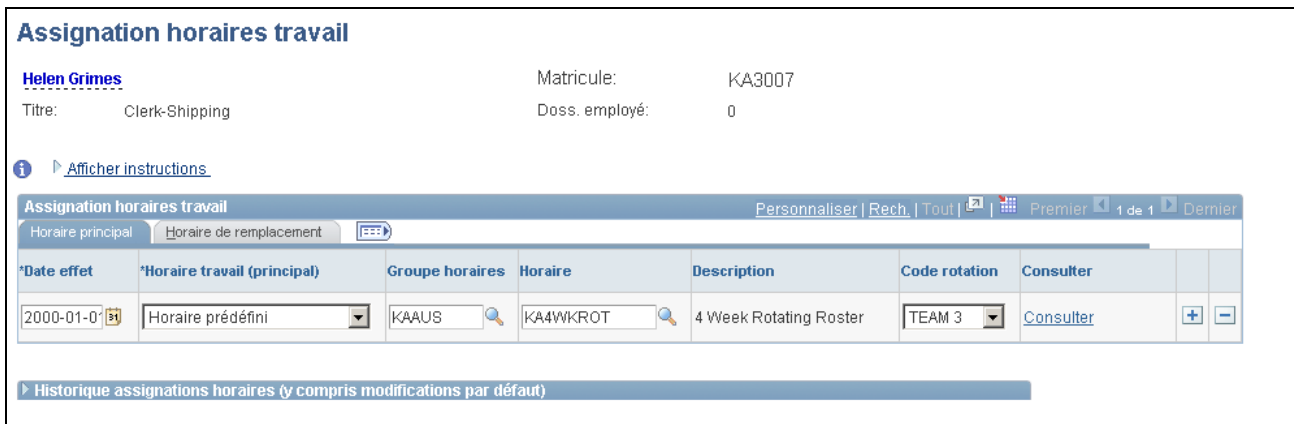 Assignation horaires travail
Helen Grimes Matricule: KA3007
Titre: Clerk-Shipping Doss. employé: 0
Afficher instructions
Assignation horaires travail Personnaliser | Rech. | Tout | | Premier 1 de 1 Dernier
Horaire principal Horaire de remplacement
*Date effet *Horaire travail (principal) Groupe horaires Horaire Description Code rotation Consulter
2000-01-01 Horaire prédéfini KAAUS KA4WKROT 4 Week Rotating Roster TEAM 3 Consulter
Historique assignations horaires (y compris modifications par défaut)